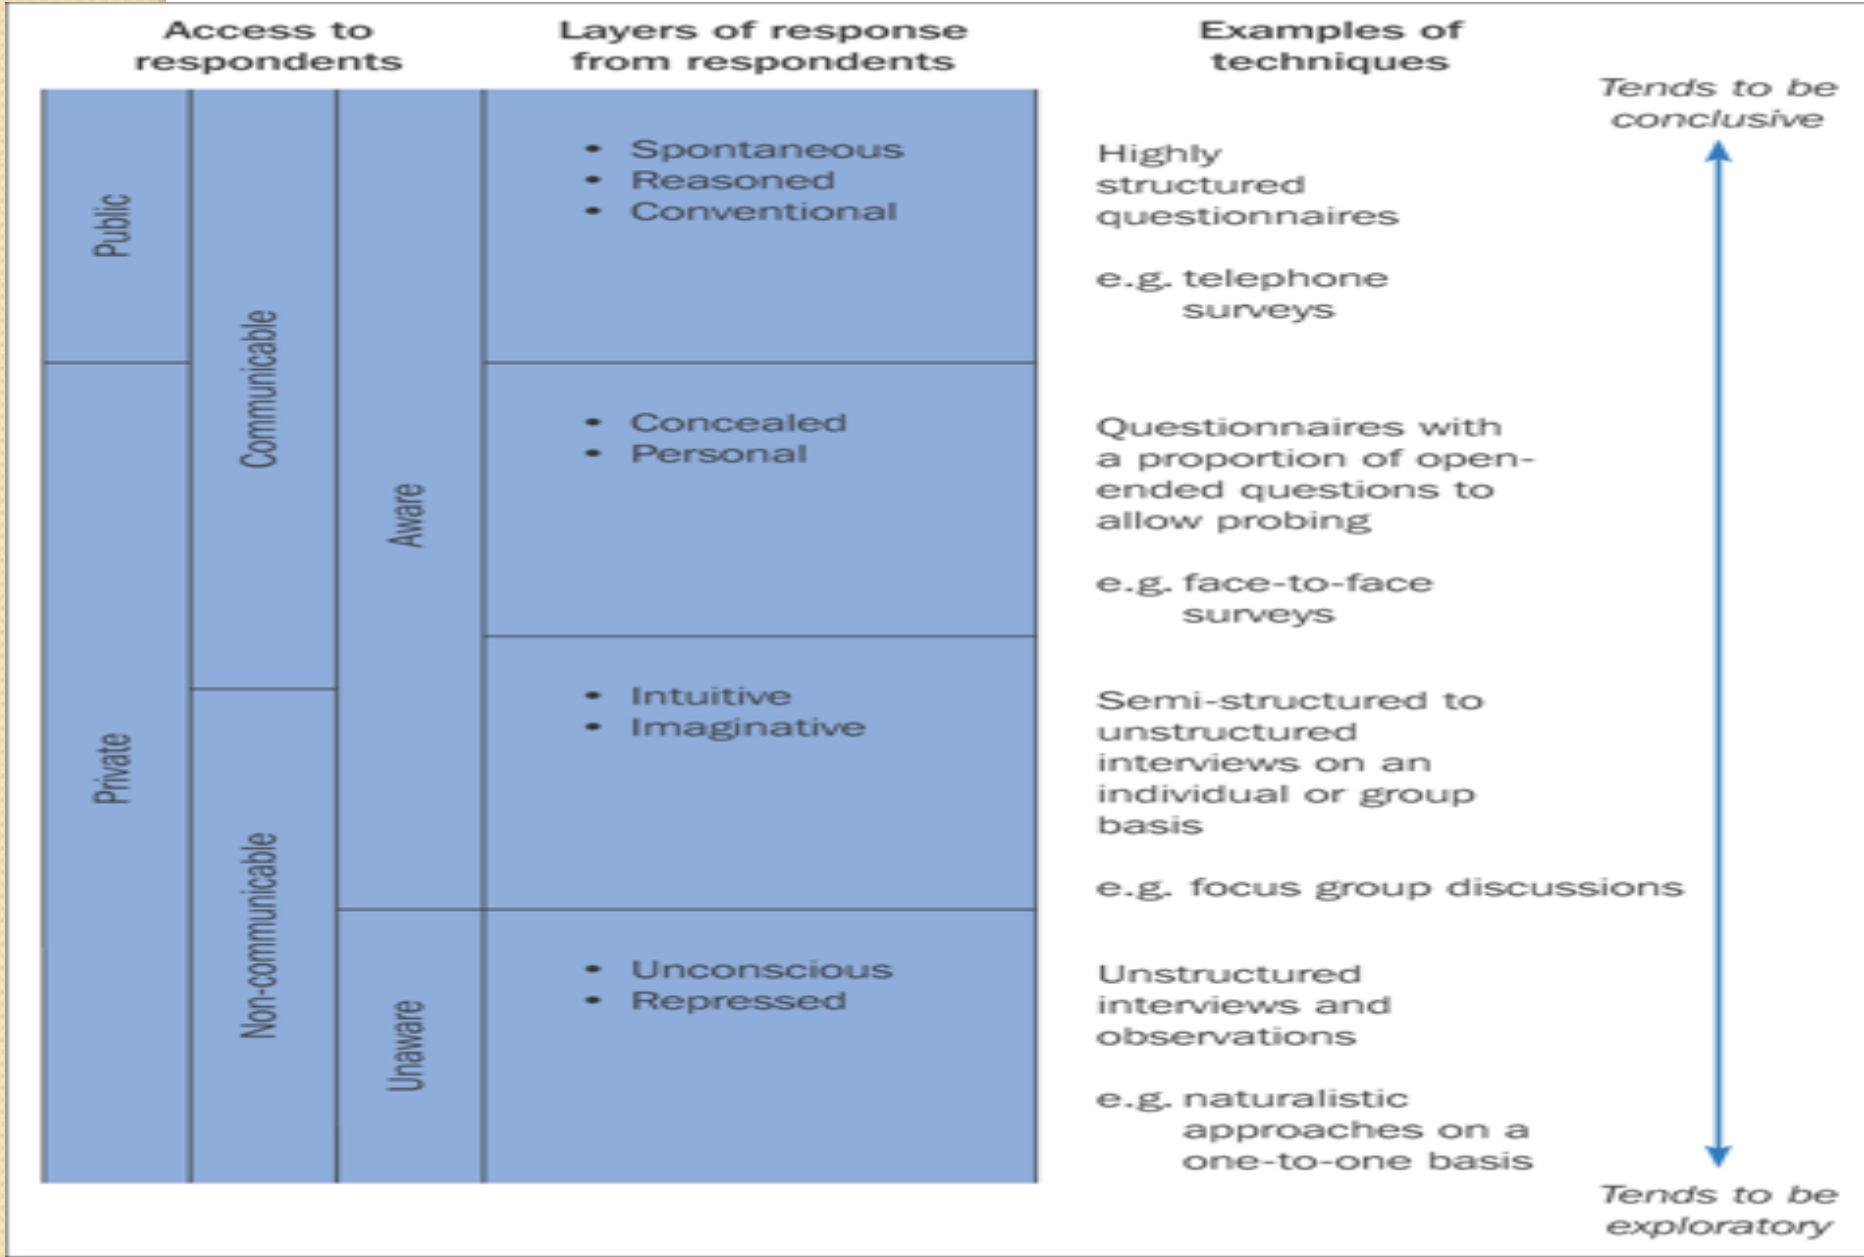 Access to
respondents
Layers of response
from respondents
Examples of
techniques
Tends to be
conclusive
Public
Private
Communicable
Non-communicable
Aware
Unaware
• Spontaneous
• Reasoned
• Conventional
Highly
structured
questionnaires
e.g. telephone
surveys
• Concealed
• Personal
Questionnaires with
a proportion of open-
ended questions to
allow probing
e.g. face-to-face
surveys
• Intuitive
• Imaginative
Semi-structured to
unstructured
interviews on an
individual or group
basis
e.g. focus group discussions
• Unconscious
• Repressed
Unstructured
interviews and
observations
e.g. naturalistic
approaches on a
one-to-one basis
Tends to be
exploratory